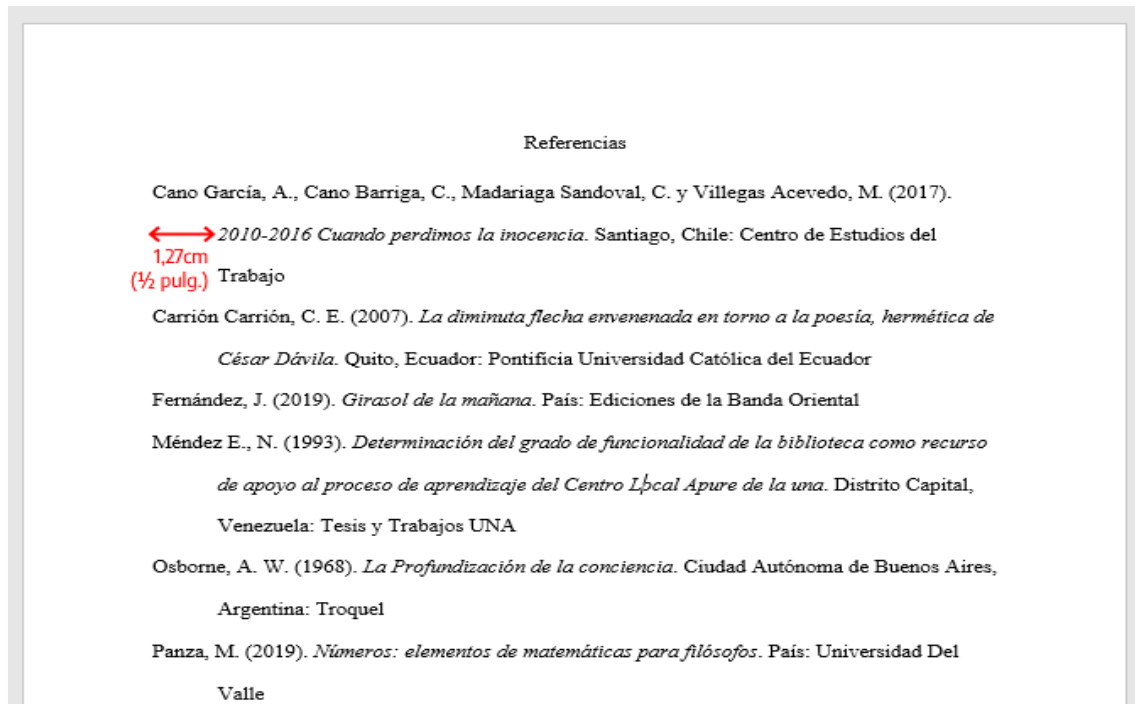 Referencias
Cano García, A., Cano Barriga, C., Madariaga Sandoval, C. y Villegas Acevedo, M. (2017).
2010-2016 Cuando perdimos la inocencia. Santiago, Chile: Centro de Estudios del
1,27cm
(½ pulg.)
Trabajo
Carrión Carrión, C. E. (2007). La diminuta flecha envenenada en torno a la poesía, hermética de
César Dávila. Quito, Ecuador: Pontificia Universidad Católica del Ecuador
Fernández, J. (2019). Girasol de la mañana. País: Ediciones de la Banda Oriental
Méndez E., N. (1993). Determinación del grado de funcionalidad de la biblioteca como recurso
de apoyo al proceso de aprendizaje del Centro Local Apure de la una. Distrito Capital,
Venezuela: Tesis y Trabajos UNA
Osborne, A. W. (1968). La Profundización de la conciencia. Ciudad Autónoma de Buenos Aires,
Argentina: Troquel
Panza, M. (2019). Números: elementos de matemáticas para filósofos. País: Universidad Del
Valle